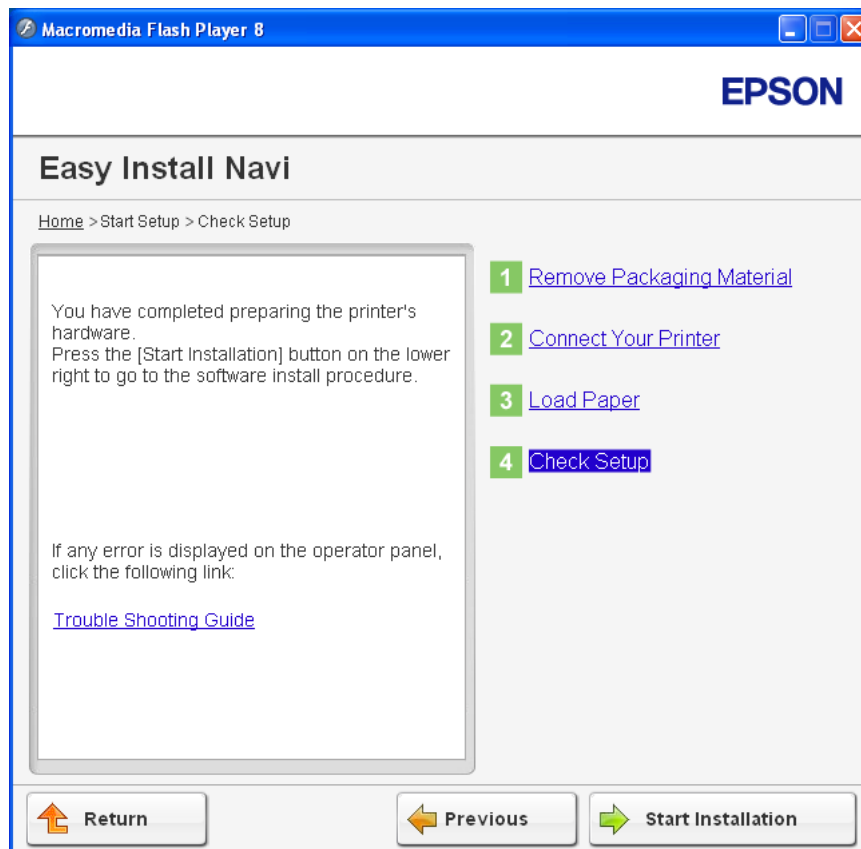 Macromedia Flash Player 8
EPSON
Easy Install Navi
Home > Start Setup > Check Setup
You have completed preparing the printer's
hardware.
Press the [Start Installation] button on the lower
right to go to the software install procedure.
If any error is displayed on the operator panel,
click the following link:
Trouble Shooting Guide
1 Remove Packaging Material
2 Connect Your Printer
3 Load Paper
4 Check Setup
Return
Previous
Start Installation